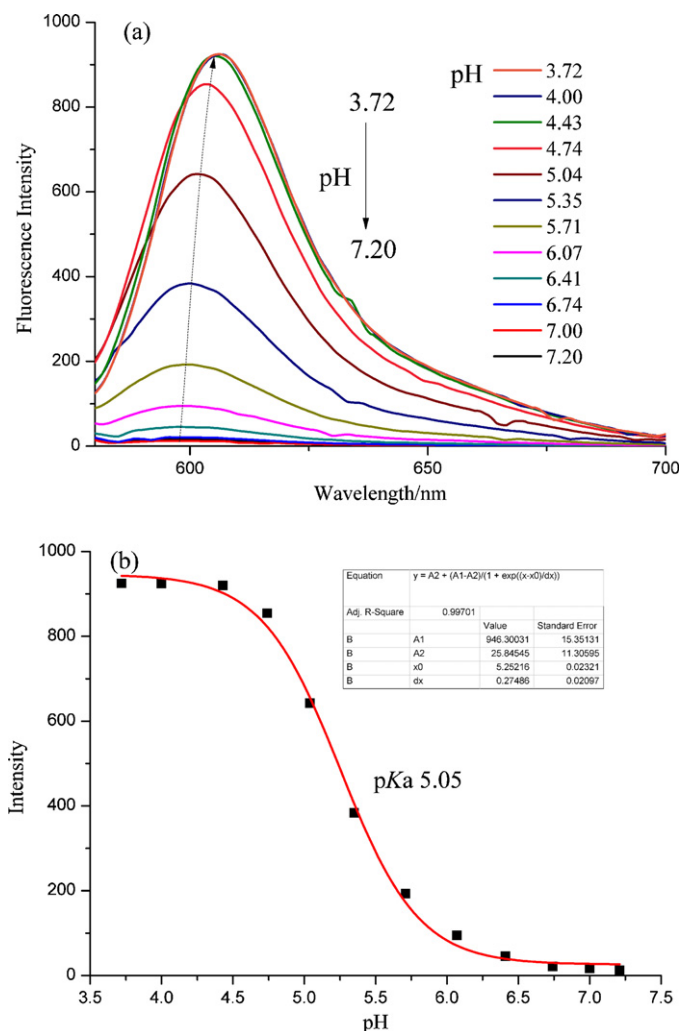 (a)
1000
800
600
400
200
0
Fluorescence Intensity
600
650
700
Wavelength/nm
3.72
pH
7.20
pH
3.72
4.00
4.43
4.74
5.04
5.35
5.71
6.07
6.41
6.74
7.00
7.20
(b)
1000
800
600
400
200
0
Intensity
Equation y = A2 + (A1-A2)/(1 + exp((x-x0)/dx))
Adj. R-Square 0.99701
Value Standard Error
B A1 946.30031 15.35131
B A2 25.84545 11.30595
B x0 5.25216 0.02321
B dx 0.27486 0.02097
pKa 5.05
3.5 4.0 4.5 5.0 5.5 6.0 6.5 7.0 7.5
pH